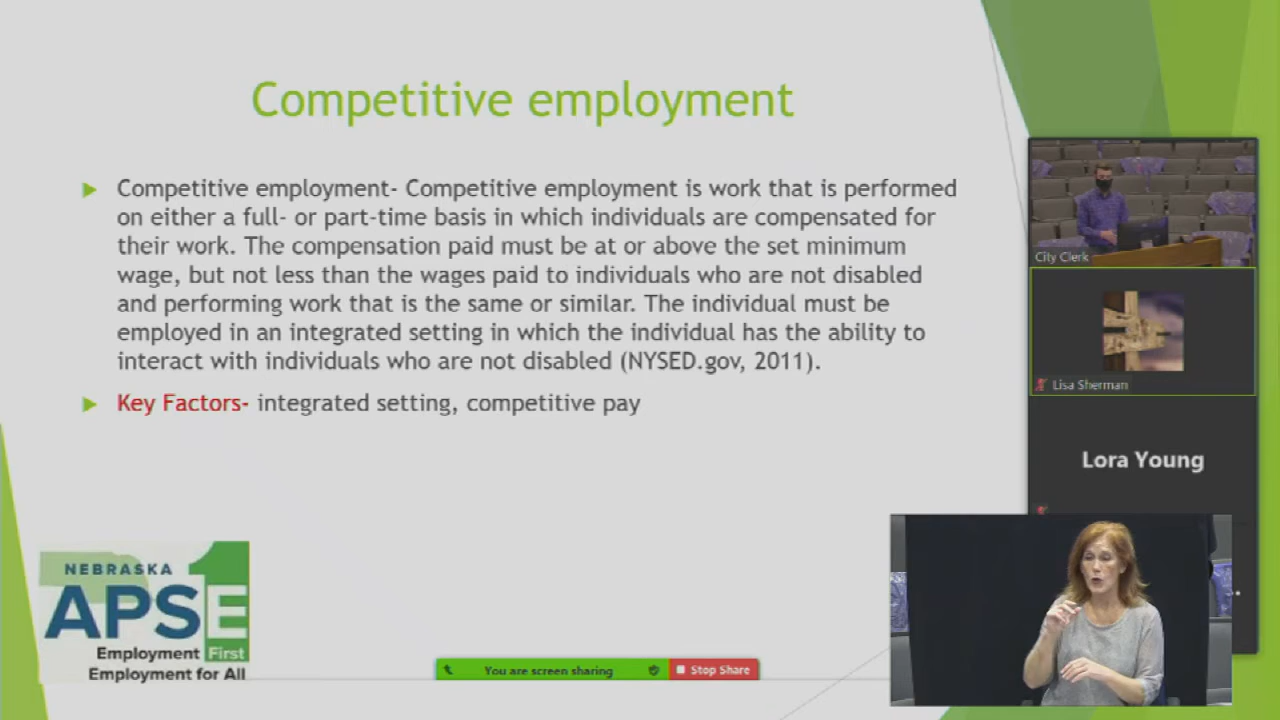 Competitive employment
Competitive employment- Competitive employment is work that is performed
on either a full- or part-time basis in which individuals are compensated for
their work. The compensation paid must be at or above the set minimum
wage, but not less than the wages paid to individuals who are not disabled
and performing work that is the same or similar. The individual must be
employed in an integrated setting in which the individual has the ability to
interact with individuals who are not disabled (NYSED.gov, 2011).
Key Factors- integrated setting, competitive pay
City Clerk
Lisa Sherman
Lora Young
NEBRASKA
APSE
1
Employment First
Employment for All
You are screen sharing
Stop Share